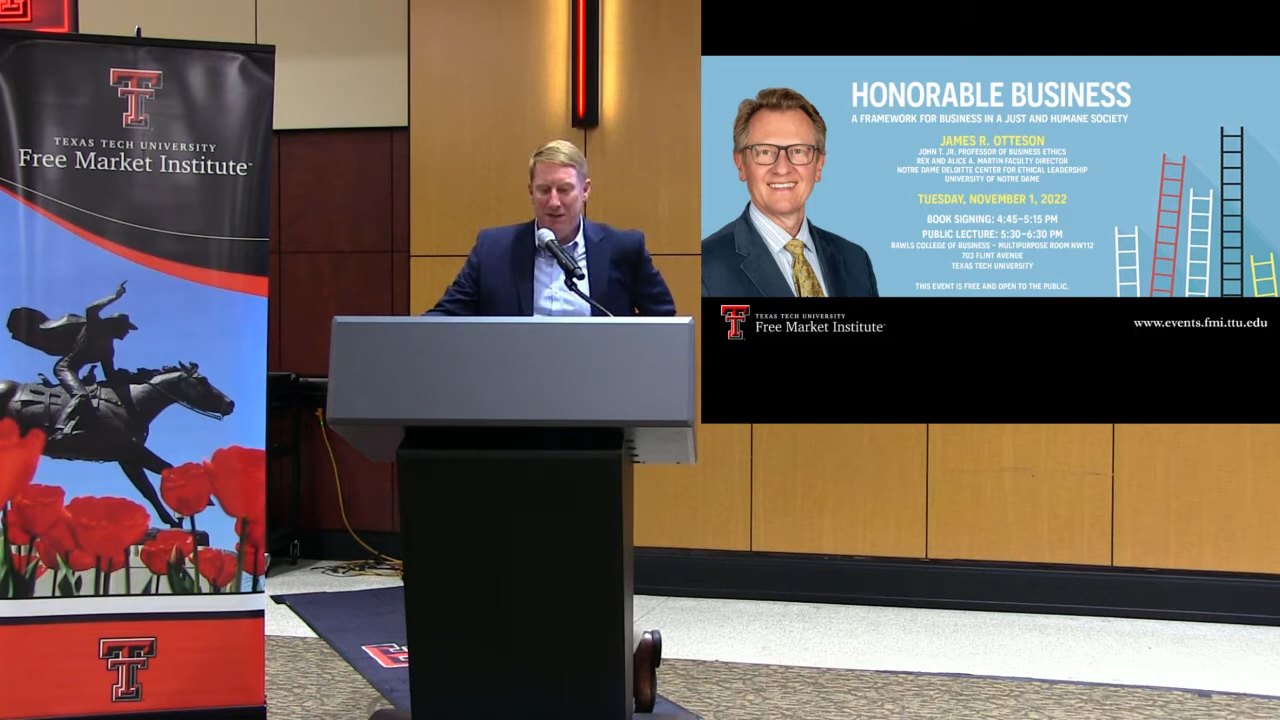 TEXAS TECH UNIVERSITY
Free Market Institute
HONORABLE BUSINESS
A FRAMEWORK FOR BUSINESS IN A JUST AND HUMANE SOCIETY
JAMES R. OTTESON
JOHN T. JR. PROFESSOR OF BUSINESS ETHICS
REX AND ALICE A. MARTIN FACULTY DIRECTOR
NOTRE DAME DELOITTE CENTER FOR ETHICAL LEADERSHIP
UNIVERSITY OF NOTRE DAME
TUESDAY, NOVEMBER 1, 2022
BOOK SIGNING: 4:45-5:15 PM
PUBLIC LECTURE: 5:30-6:30 PM
RAWLS COLLEGE OF BUSINESS – MULTIPURPOSE ROOM NW112
703 FLINT AVENUE
TEXAS TECH UNIVERSITY
THIS EVENT IS FREE AND OPEN TO THE PUBLIC.
TEXAS TECH UNIVERSITY
Free Market Institute
www.events.fmi.ttu.edu